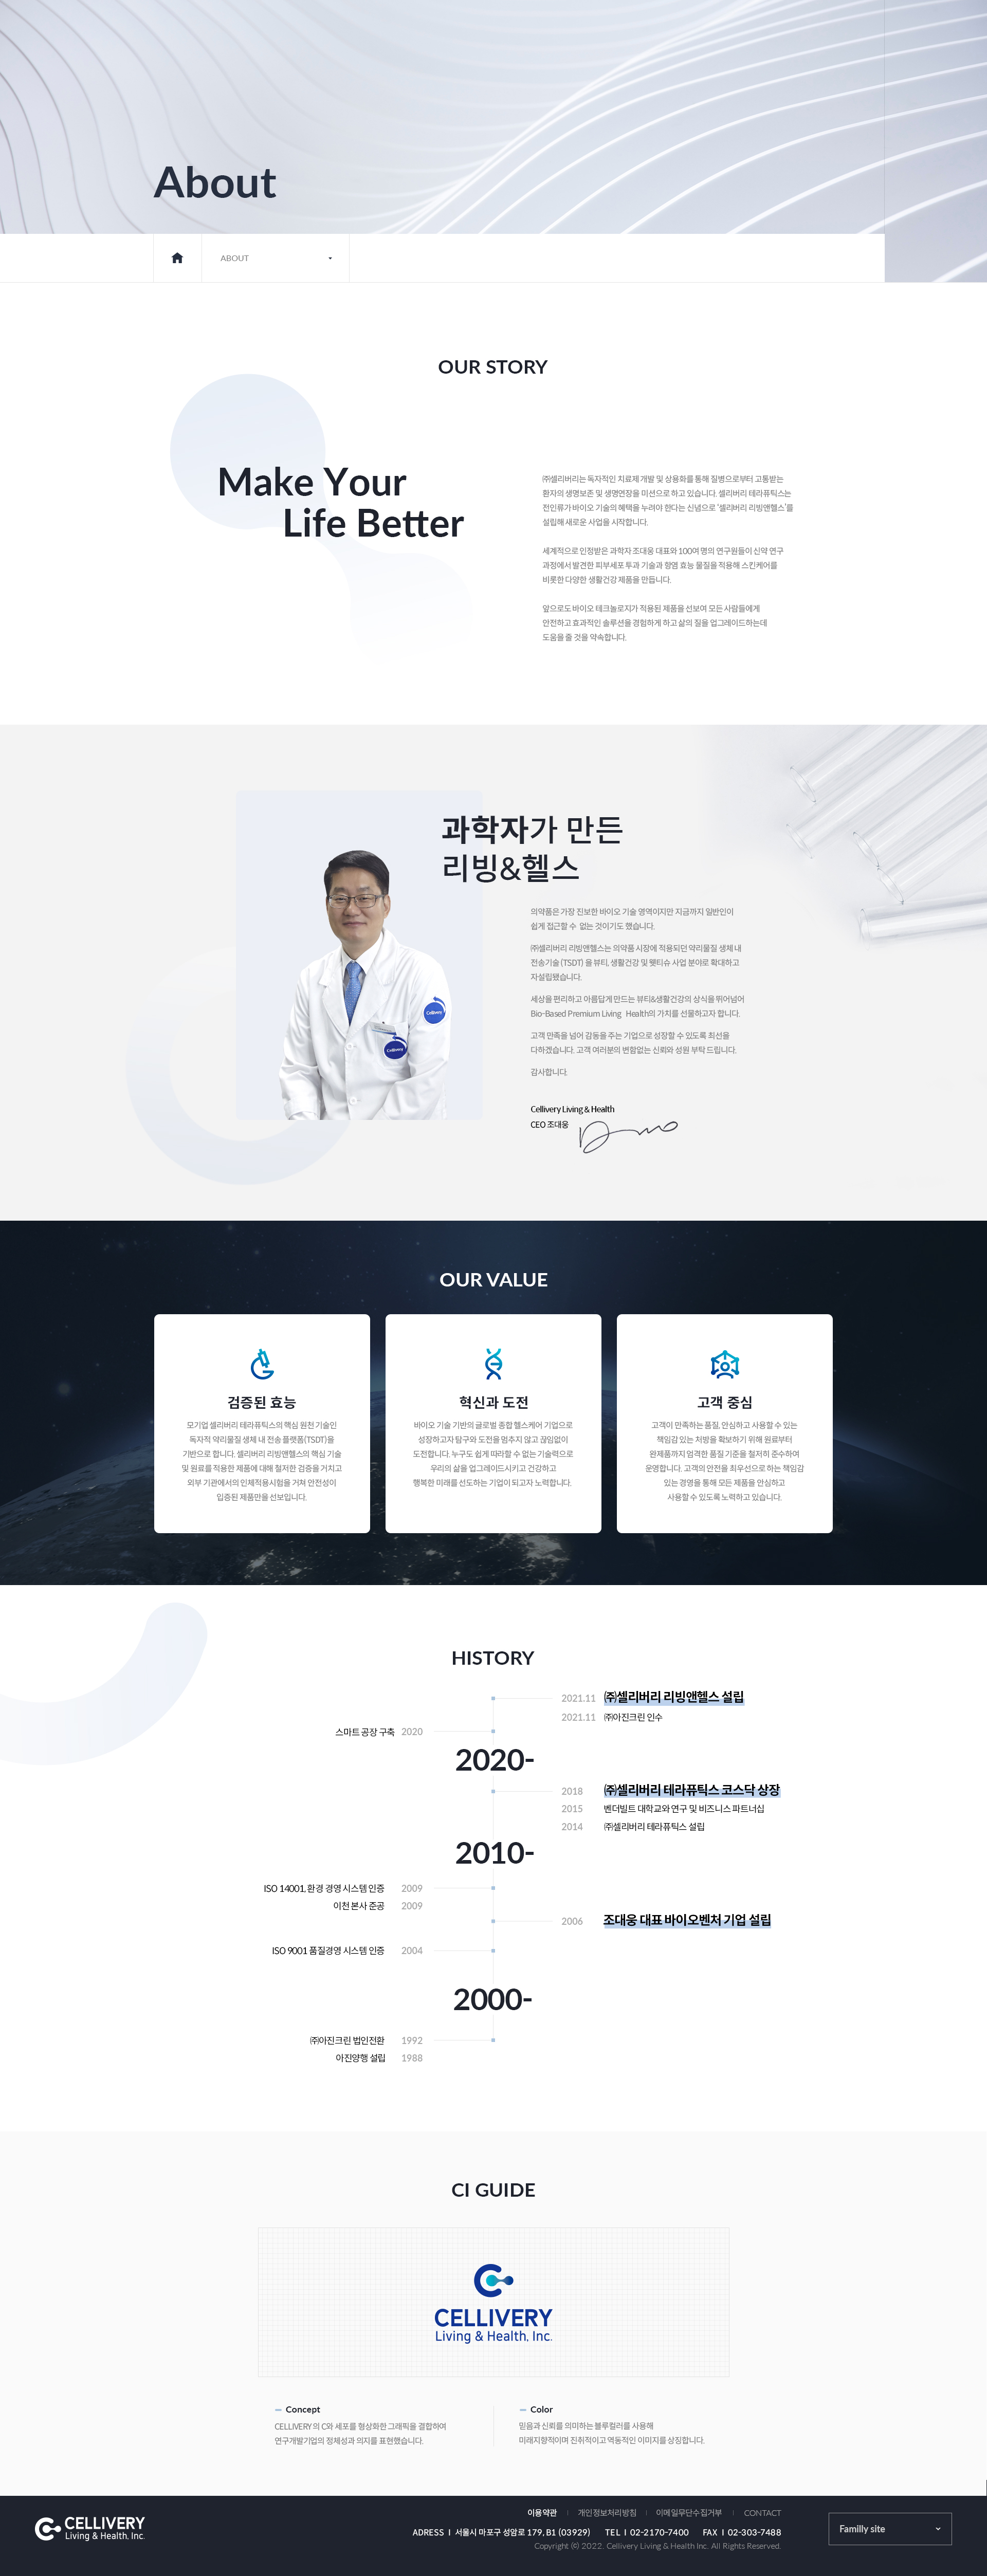 About
ABOUT
OUR STORY
Make Your
Life Better
㈜셀리버리는 독자적인 치료제 개발 및 상용화를 통해 질병으로부터 고통받는
환자의 생명보존 및 생명연장을 미션으로 하고 있습니다. 셀리버리 테라퓨틱스는
전인류가 바이오 기술의 혜택을 누려야 한다는 신념으로 '셀리버리 리빙앤헬스'를
설립해 새로운 사업을 시작합니다.
세계적으로 인정받은 과학자 조대웅 대표와 100여 명의 연구원들이 신약 연구
과정에서 발견한 피부세포 투과 기술과 항염 효능 물질을 적용해 스킨케어를
비롯한 다양한 생활건강 제품을 만듭니다.
앞으로도 바이오 테크놀로지가 적용된 제품을 선보여 모든 사람들에게
안전하고 효과적인 솔루션을 경험하게 하고 삶의 질을 업그레이드하는데
도움을 줄 것을 약속합니다.
과학자가 만든
리빙&헬스
의약품은 가장 진보한 바이오 기술 영역이지만 지금까지 일반인이
쉽게 접근할 수 없는 것이기도 했습니다.
㈜셀리버리 리빙앤헬스는 의약품 시장에 적용되던 약리물질 생체 내
전송기술 (TSDT) 을 뷰티, 생활건강 및 펫티슈 사업 분야로 확대하고
자 설립됐습니다.
세상을 편리하고 아름답게 만드는 뷰티&생활건강의 상식을 뛰어넘어
Bio-Based Premium Living Health의 가치를 선물하고자 합니다.
고객 만족을 넘어 감동을 주는 기업으로 성장할 수 있도록 최선을
다하겠습니다. 고객 여러분의 변함없는 신뢰와 성원 부탁 드립니다.
감사합니다.
Cellivery Living & Health
CEO 조대웅
Cellivery
Cellivery
OUR VALUE
검증된 효능
모기업 셀리버리 테라퓨틱스의 핵심 원천 기술인
독자적 약리물질 생체 내 전송 플랫폼(TSDT)을
기반으로 합니다. 셀리버리 리빙앤헬스의 핵심 기술
및 원료를 적용한 제품에 대해 철저한 검증을 거치고
외부 기관에서의 인체적용시험을 거쳐 안전성이
입증된 제품만을 선보입니다.
혁신과 도전
바이오 기술 기반의 글로벌 종합 헬스케어 기업으로
성장하고자 탐구와 도전을 멈추지 않고 끊임없이
도전합니다. 누구도 쉽게 따라할 수 없는 기술력으로
우리의 삶을 업그레이드시키고 건강하고
행복한 미래를 선도하는 기업이 되고자 노력합니다.
고객 중심
고객이 만족하는 품질, 안심하고 사용할 수 있는
책임감 있는 처방을 확보하기 위해 원료부터
완제품까지 엄격한 품질 기준을 철저히 준수하여
운영합니다. 고객의 안전을 최우선으로 하는 책임감
있는 경영을 통해 모든 제품을 안심하고
사용할 수 있도록 노력하고 있습니다.
HISTORY
2021.11 ㈜셀리버리 리빙앤헬스 설립
2021.11 ㈜아진크린 인수
스마트 공장 구축 2020
2020-
2018 ㈜셀리버리 테라퓨틱스 코스닥 상장
2015 벤더빌트 대학교와 연구 및 비즈니스 파트너십
2014 ㈜셀리버리 테라퓨틱스 설립
2010-
ISO 14001, 환경 경영 시스템 인증 2009
이천 본사 준공 2009
2006 조대웅 대표 바이오벤처 기업 설립
ISO 9001 품질경영 시스템 인증 2004
2000-
㈜아진크린 법인전환 1992
아진양행 설립 1988
CI GUIDE
CELLIVERY
Living & Health, Inc.
Concept
CELLIVERY 의 C와 세포를 형상화한 그래픽을 결합하여
연구개발기업의 정체성과 의지를 표현했습니다.
Color
믿음과 신뢰를 의미하는 블루컬러를 사용해
미래지향적이며 진취적이고 역동적인 이미지를 상징합니다.
CELLIVERY
Living & Health, Inc.
이용약관 | 개인정보처리방침 | 이메일무단수집거부 | CONTACT
ADRESS | 서울시 마포구 성암로 179, B1 (03929) TEL | 02-2170-7400 FAX | 02-303-7488
Copyright (©) 2022. Cellivery Living & Health Inc. All Rights Reserved.
Familly site